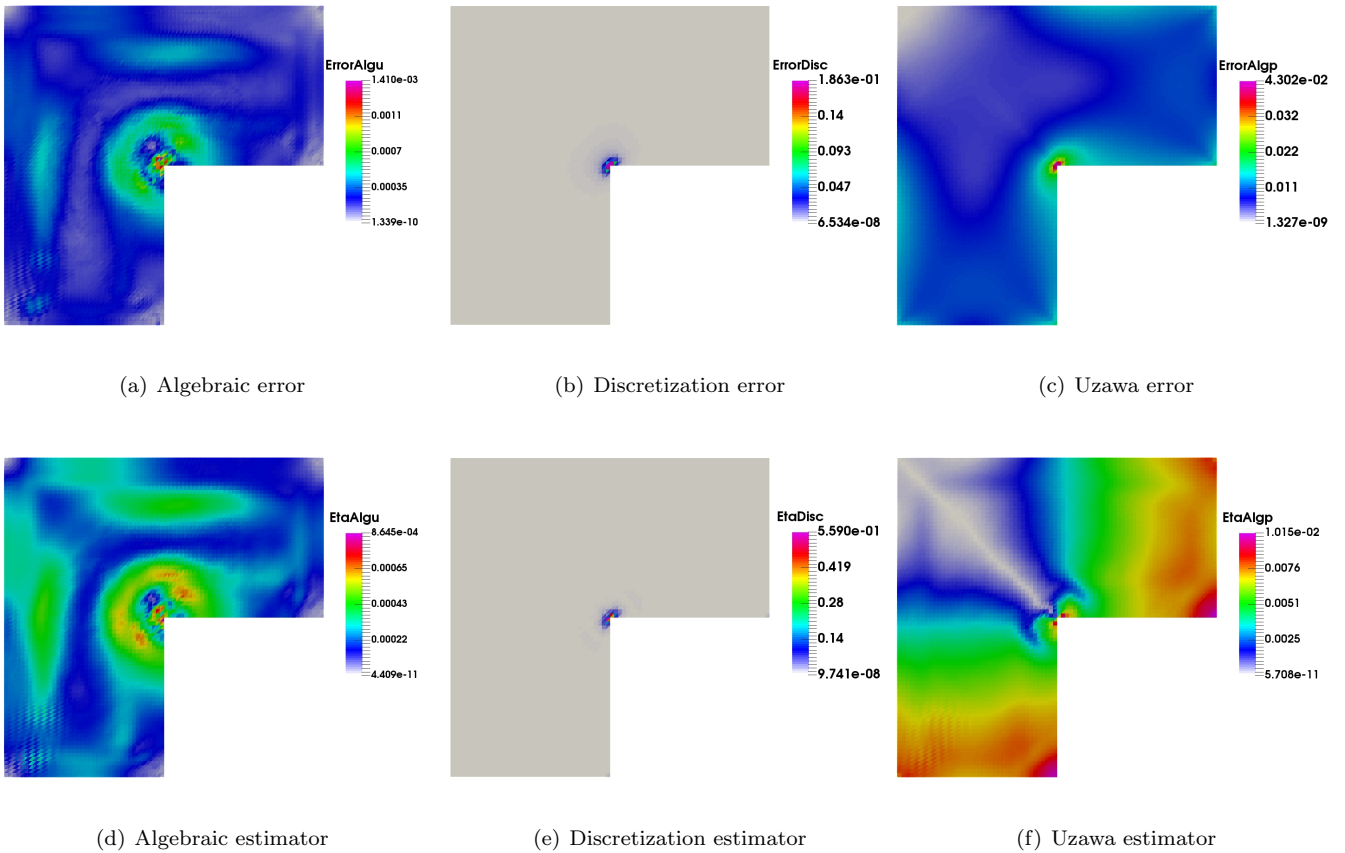 ErrorAlgu
1.410e-03
0.0011
0.0007
0.00035
1.339e-10
ErrorDisc
1.863e-01
0.14
0.093
0.047
6.534e-08
ErrorAlgp
4.302e-02
0.032
0.022
0.011
1.327e-09
(a) Algebraic error
(b) Discretization error
(c) Uzawa error
EtaAlgu
8.645e-04
0.00065
0.00043
0.00022
4.409e-11
EtaDisc
5.590e-01
0.419
0.28
0.14
9.741e-08
EtaAlgp
1.015e-02
0.0076
0.0051
0.0025
5.708e-11
(d) Algebraic estimator
(e) Discretization estimator
(f) Uzawa estimator